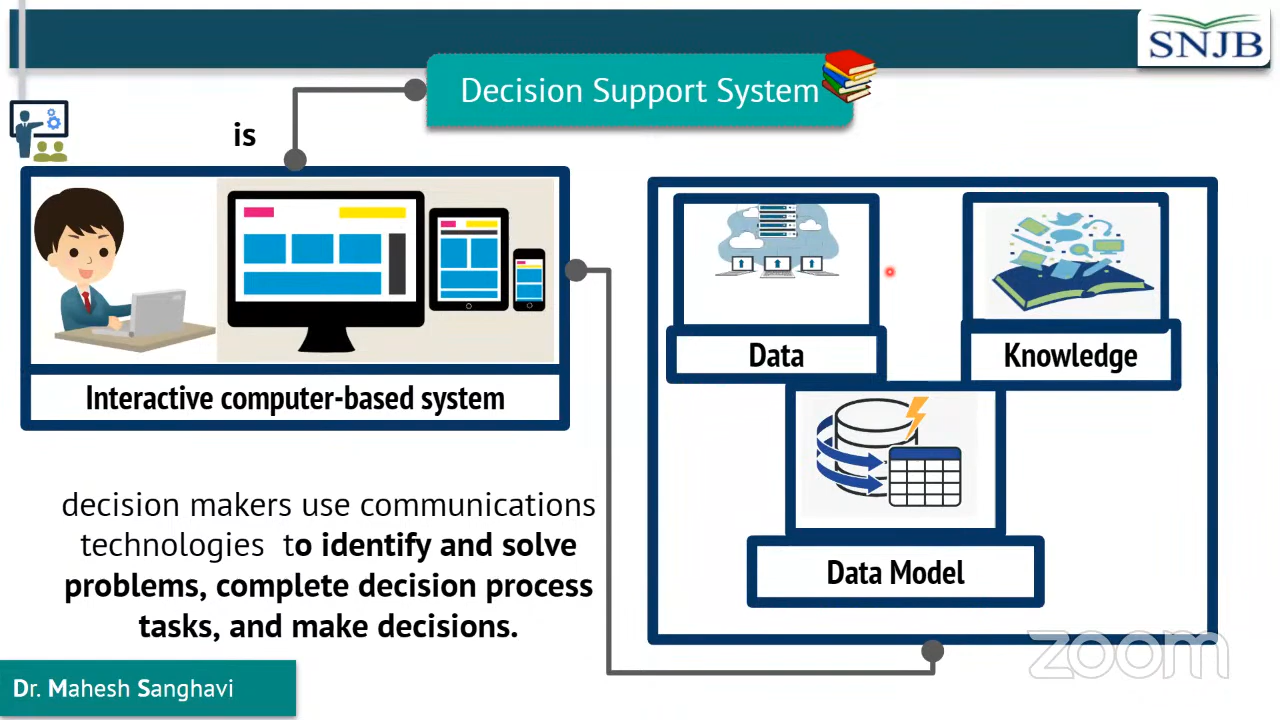 SNJB
Decision Support System
is
Interactive computer-based system
Data
Knowledge
Data Model
decision makers use communications
technologies to identify and solve
problems, complete decision process
tasks, and make decisions.
Dr. Mahesh Sanghavi
zoom